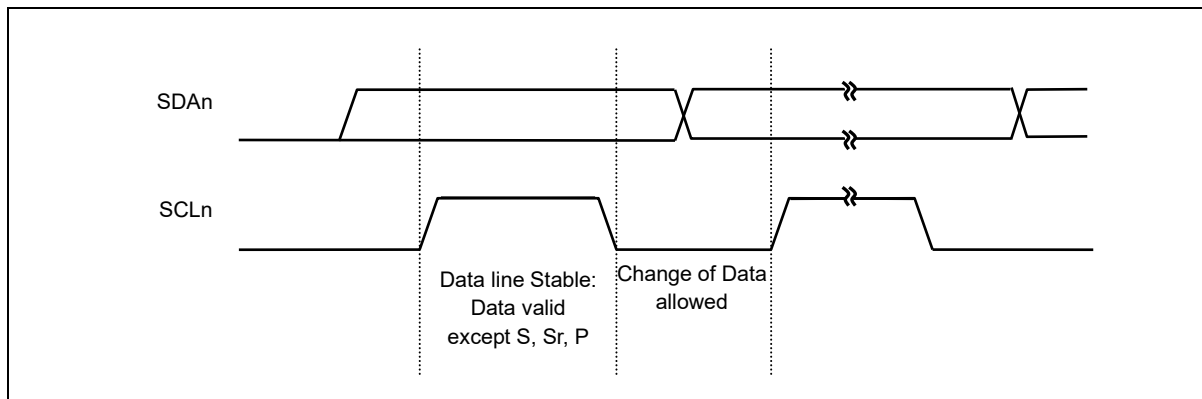 SDAn
SCLn
Data line Stable:
Data valid
except S, Sr, P
Change of Data
allowed